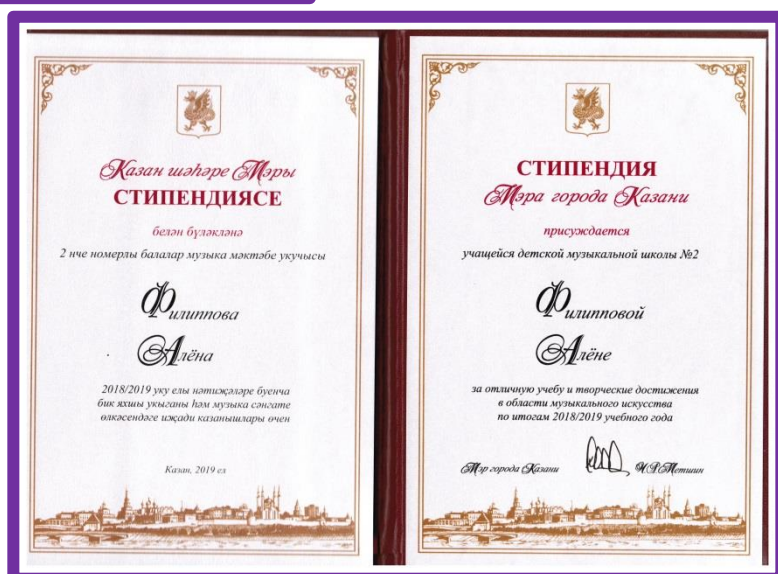 Казан шәһәре Мэры
СТИПЕНДИЯСЕ
белән бүләкләнә
2 нче номерлы балалар музыка мәктәбе укучысы
Филиппова
Алёна
2018/2019 уку елы нәтиҗәләре буенча
бик яхшы укыганы һәм музыка сәнгате
өлкәсендәге иҗади казанышлары өчен
Казан, 2019 ел
СТИПЕНДИЯ
Мэра города Казани
присуждается
учащейся детской музыкальной школы №2
Филипповой
Алёне
за отличную учебу и творческие достижения
в области музыкального искусства
по итогам 2018/2019 учебного года
Мэр города Казани И.Р.Метшин